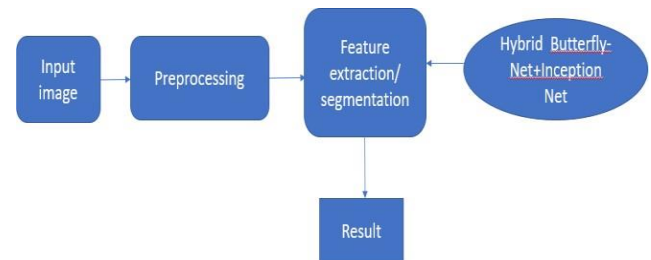 Input
image
Preprocessing
Feature
extraction/
segmentation
Hybrid Butterfly-
Net+Inception
Net
Result